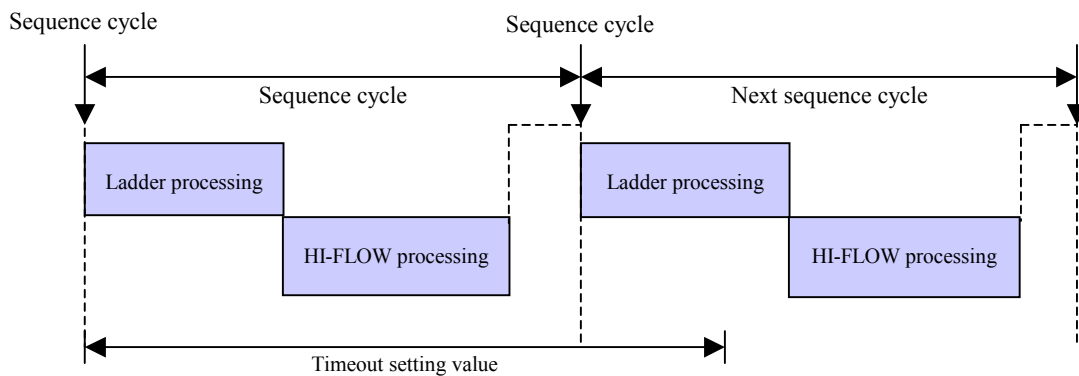 Sequence cycle
Sequence cycle
Sequence cycle
Next sequence cycle
Ladder processing
Ladder processing
HI-FLOW processing
HI-FLOW processing
Timeout setting value